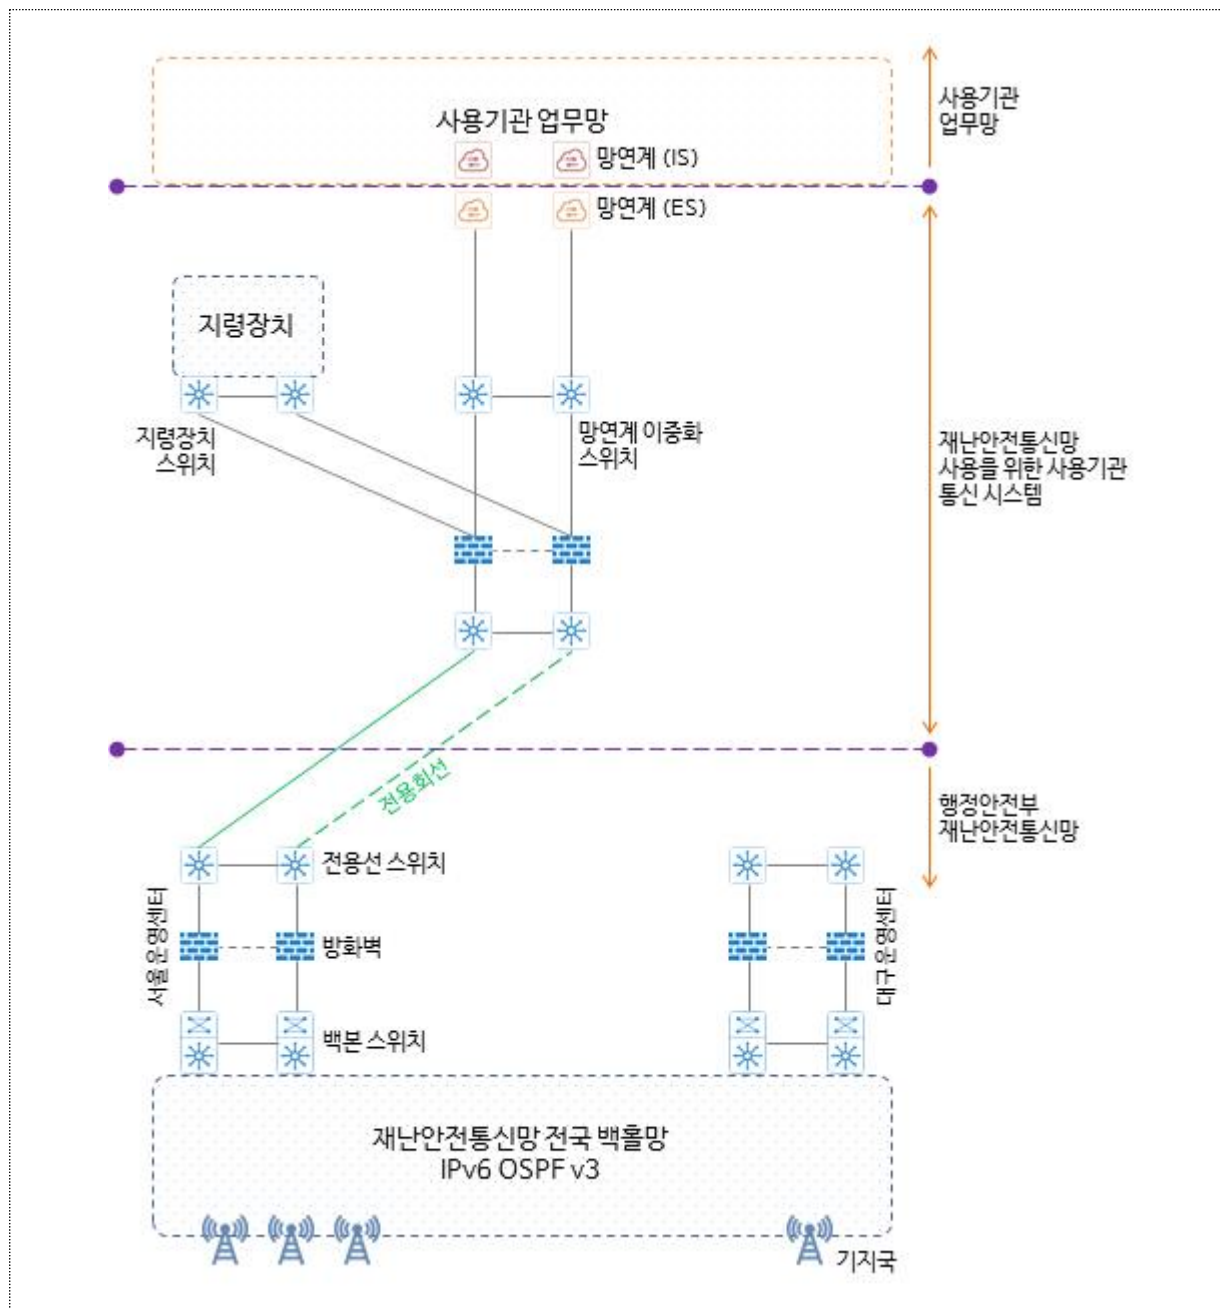 사용기관
업무망
사용기관 업무망
망연계 (IS)
망연계 (ES)
지령장치
지령장치
스위치
망연계 이중화
스위치
재난안전통신망
사용를 위한 사용기관
통신 시스템
전용회선
행정안전부
재난안전통신망
전용선 스위치
서울운영센터
방화벽
대구운영센터
백본 스위치
재난안전통신망 전국 백홀망
IPv6 OSPF v3
기지국